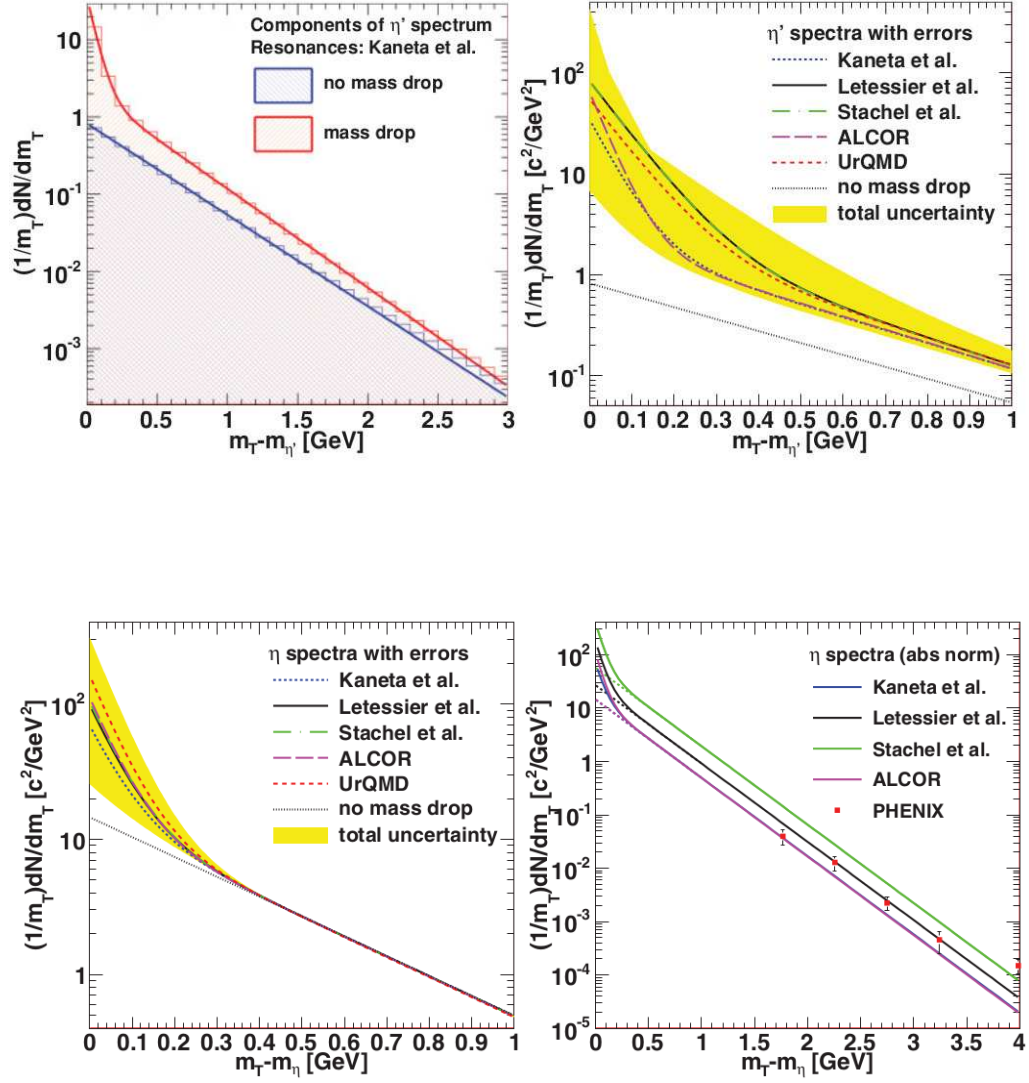 Components of η' spectrum
Resonances: Kaneta et al.
no mass drop
mass drop
(1/m_T)dN/dm_T
10
1
10^-1
10^-2
10^-3
0 0.5 1 1.5 2 2.5 3
m_T-m_η' [GeV]
η' spectra with errors
Kaneta et al.
Letessier et al.
Stachel et al.
ALCOR
UrQMD
no mass drop
total uncertainty
(1/m_T)dN/dm_T [c^2/GeV^2]
10^2
10
1
10^-1
0 0.1 0.2 0.3 0.4 0.5 0.6 0.7 0.8 0.9 1
m_T-m_η' [GeV]
η spectra with errors
Kaneta et al.
Letessier et al.
Stachel et al.
ALCOR
UrQMD
no mass drop
total uncertainty
(1/m_T)dN/dm_T [c^2/GeV^2]
10^2
10
1
0 0.1 0.2 0.3 0.4 0.5 0.6 0.7 0.8 0.9 1
m_T-m_η [GeV]
η spectra (abs norm)
Kaneta et al.
Letessier et al.
Stachel et al.
ALCOR
PHENIX
(1/m_T)dN/dm_T [c^2/GeV^2]
10^2
10
1
10^-1
10^-2
10^-3
10^-4
10^-5
0 0.5 1 1.5 2 2.5 3 3.5 4
m_T-m_η [GeV]